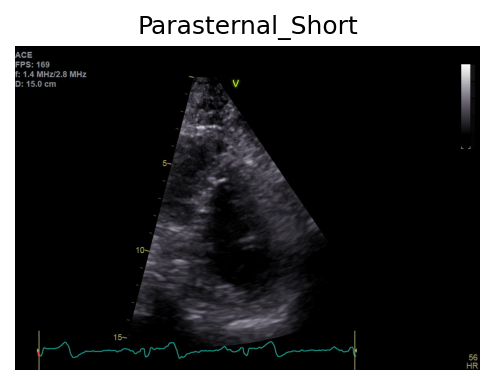 Parasternal_Short
ACE
FPS: 169
f: 1.4 MHz/2.8 MHz
D: 15.0 cm
V
5
10
15
56
HR